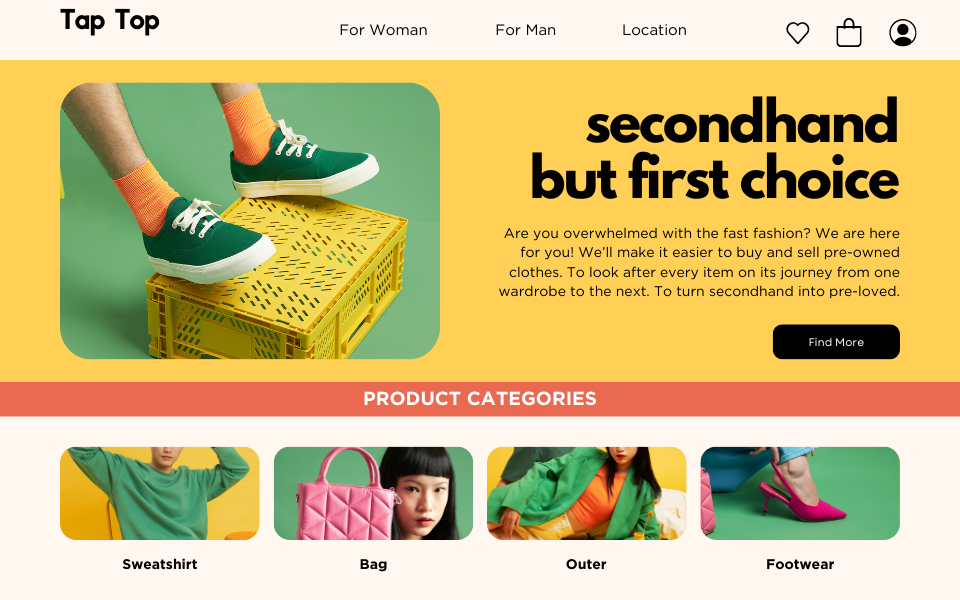 Tap Top
For Woman
For Man
Location
secondhand
but first choice
Are you overwhelmed with the fast fashion? We are here
for you! We'll make it easier to buy and sell pre-owned
clothes. To look after every item on its journey from one
wardrobe to the next. To turn secondhand into pre-loved.
Find More
PRODUCT CATEGORIES
Sweatshirt
Bag
Outer
Footwear